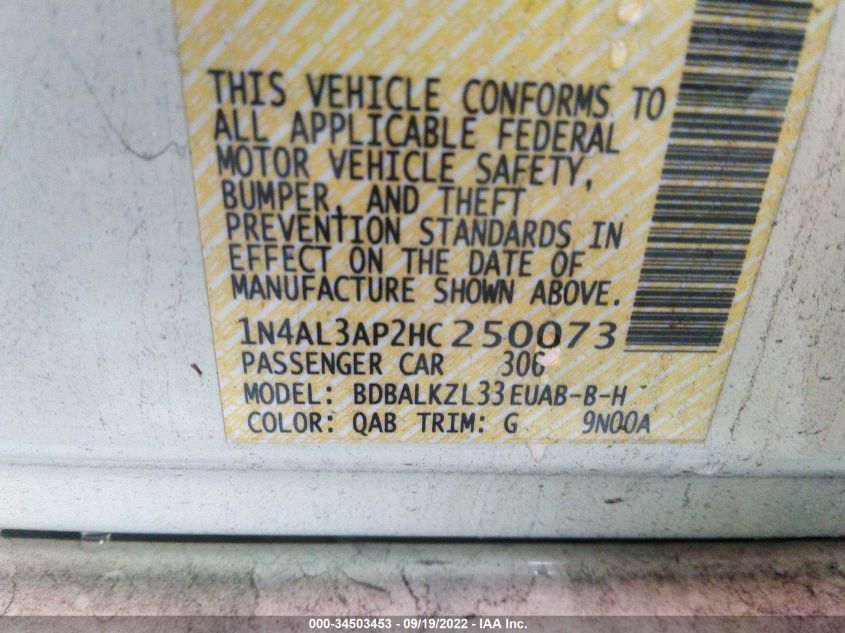 THIS VEHICLE CONFORMS TO
ALL APPLICABLE FEDERAL
MOTOR VEHICLE SAFETY,
BUMPER, AND THEFT
PREVENTION STANDARDS IN
EFFECT ON THE DATE OF
MANUFACTURE SHOWN ABOVE.
1N4AL3AP2HC250073
PASSENGER CAR 306
MODEL: BDBALKZL33EUAB-B-H
COLOR: QAB TRIM: G 9N00A
000-34503453 - 09/19/2022 - IAA Inc.